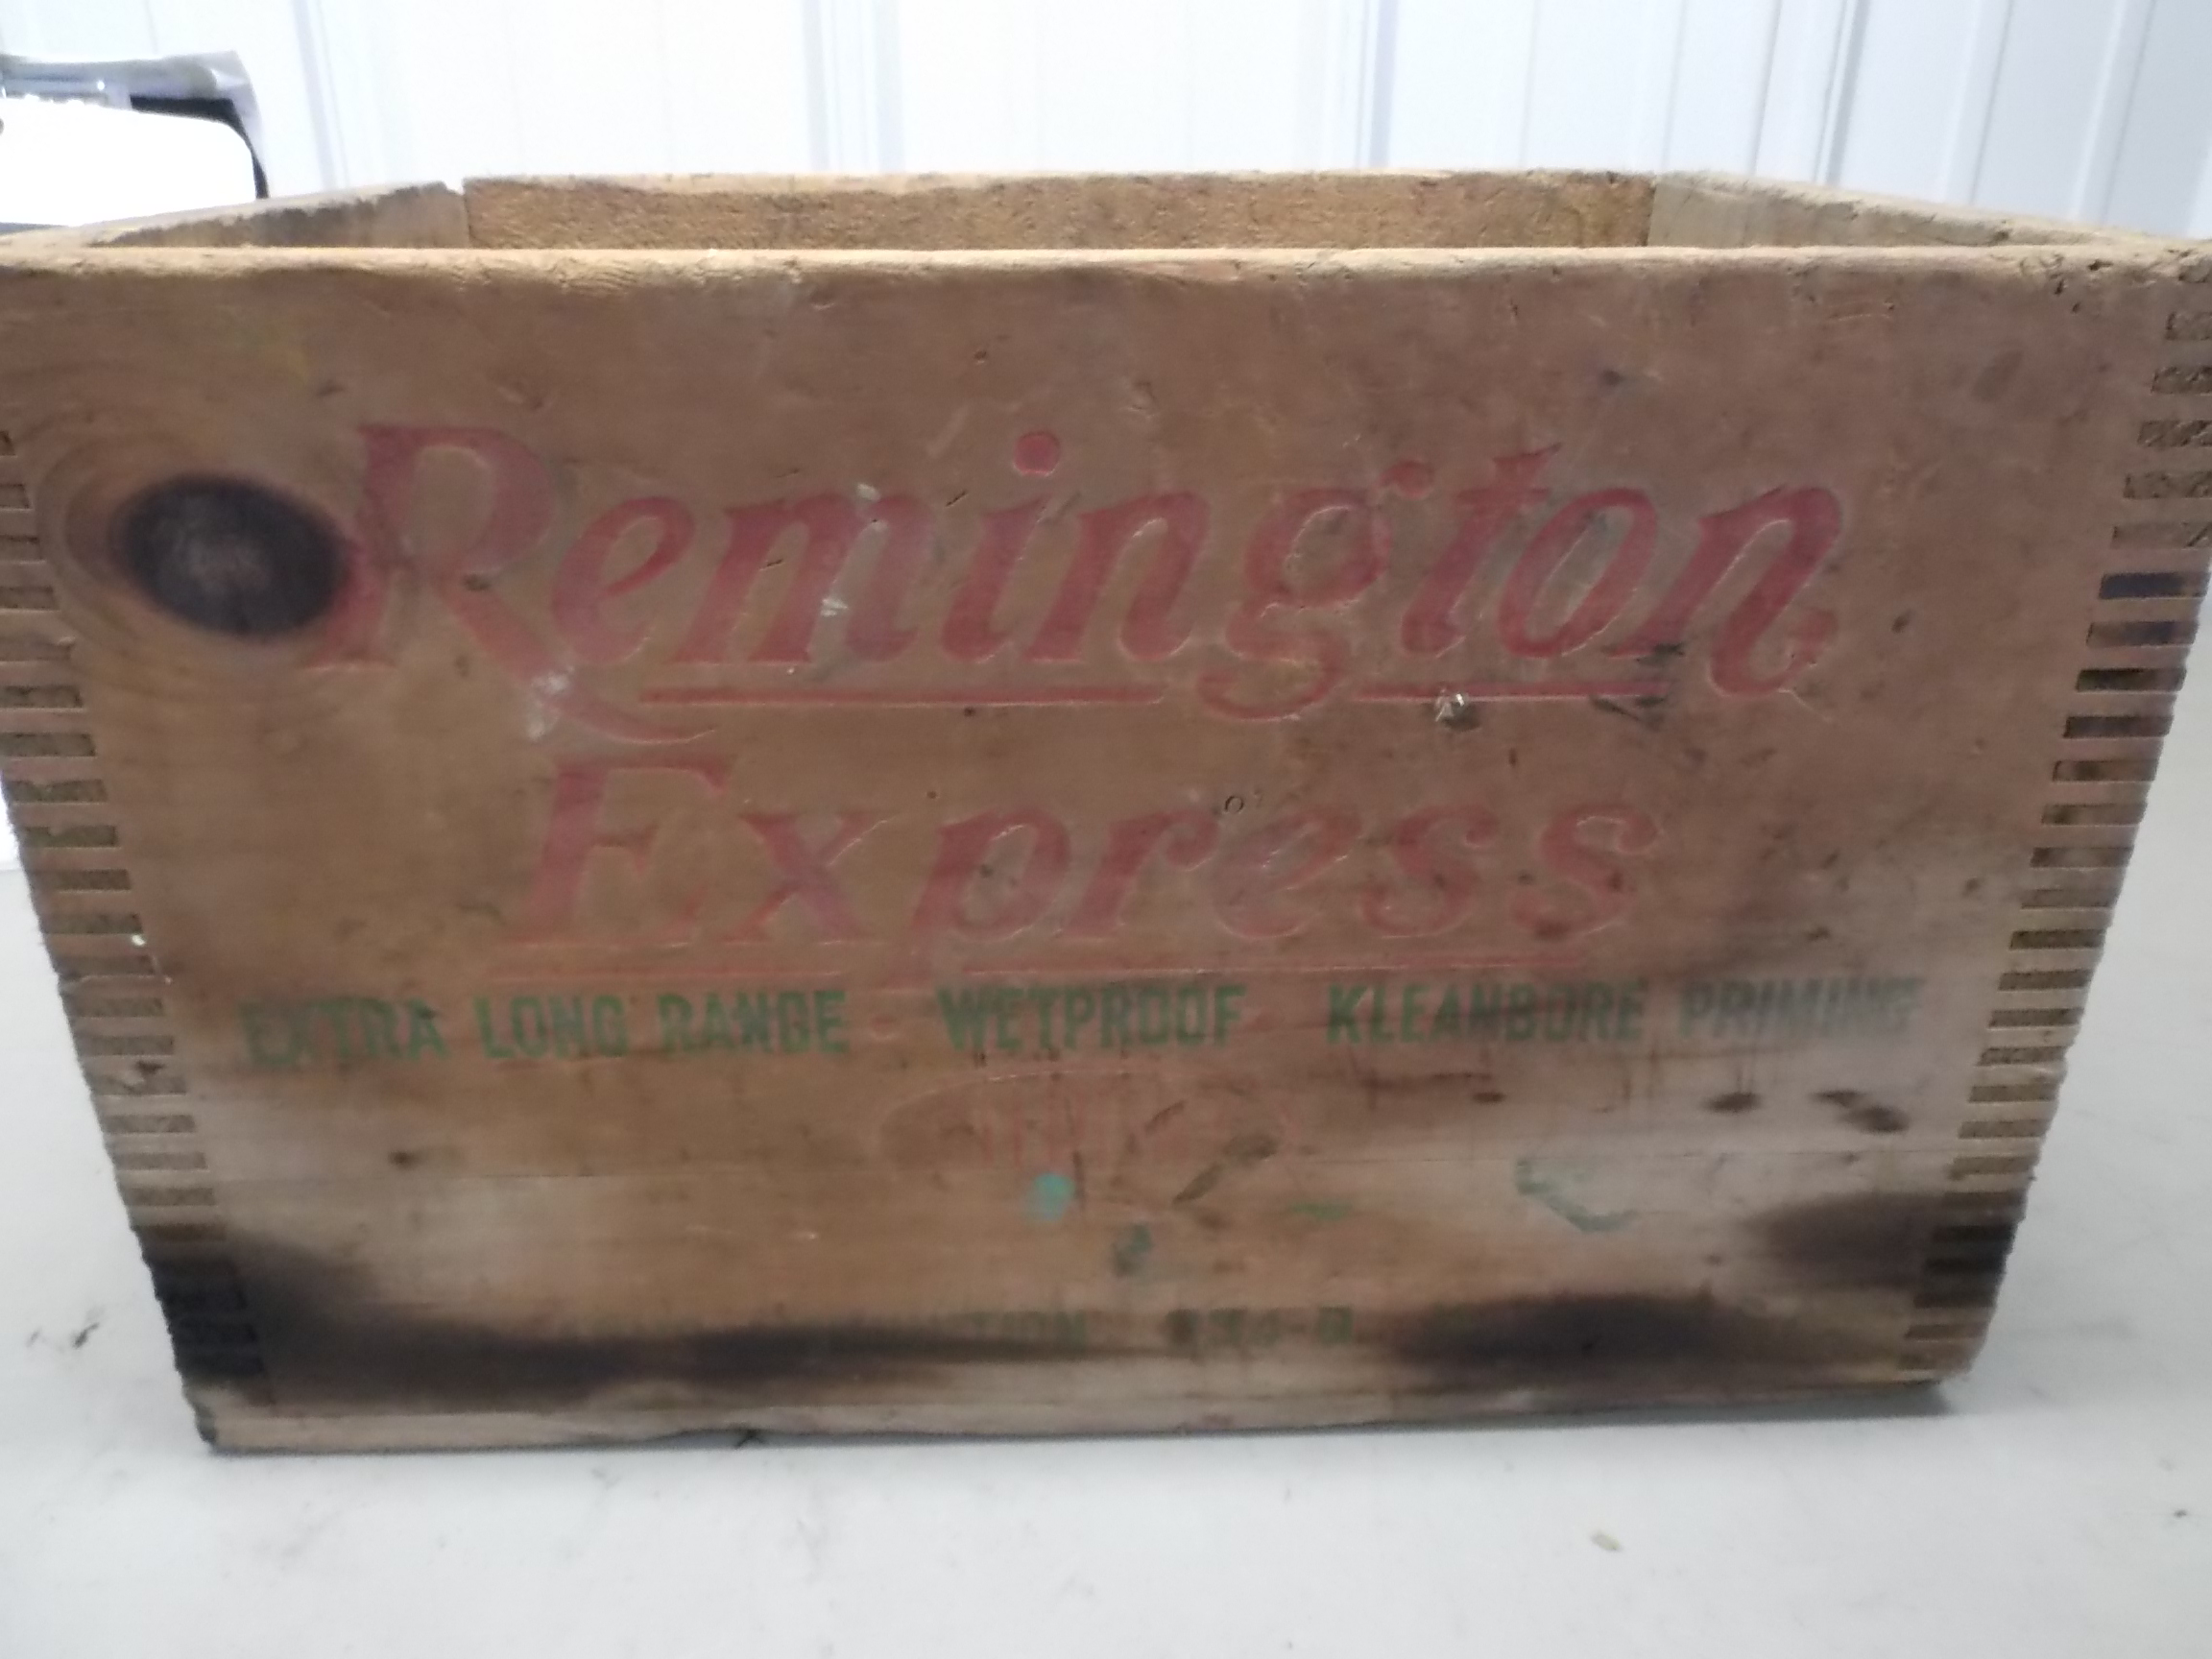 Remington
Express
EXTRA LONG RANGE WETPROOF KLEANBORE PRIMING